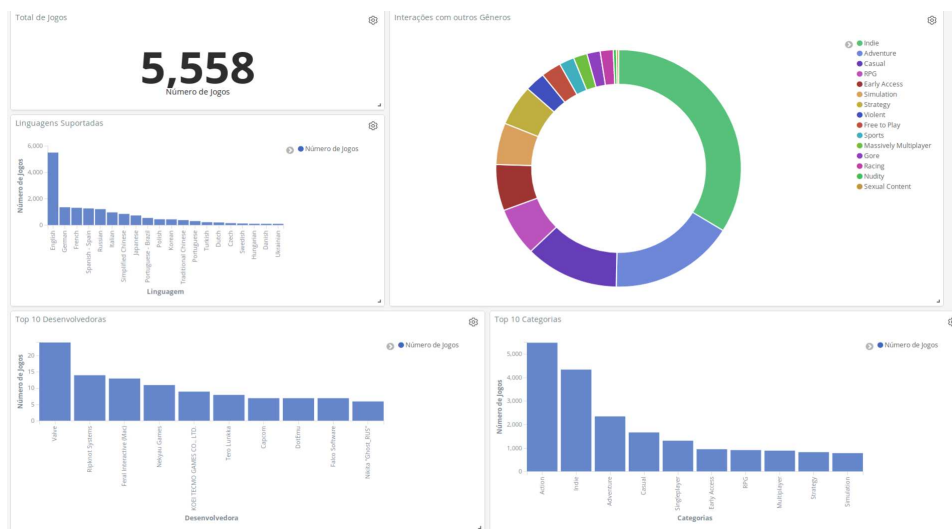 Total de Jogos
5,558
Número de Jogos
Interações com outros Gêneros
Indie
Adventure
Casual
RPG
Early Access
Simulation
Strategy
Violent
Free to Play
Sports
Massively Multiplayer
Gore
Racing
Nudity
Sexual Content
Linguagens Suportadas
Número de Jogos
Número de Jogos
6,000
4,000
2,000
0
English
German
French
Spanish - Spain
Russian
Italian
Simplified Chinese
Japanese
Portuguese - Brazil
Polish
Korean
Traditional Chinese
Portuguese
Turkish
Dutch
Czech
Swedish
Hungarian
Danish
Ukrainian
Linguagem
Top 10 Desenvolvedoras
Número de Jogos
Número de Jogos
20
15
10
5
0
Valve
Ripknot Systems
Feral Interactive (Mac)
Nekyau Games
KOEI TECMO GAMES CO., LTD.
Tero Lunkka
Capcom
DotEmu
Falco Software
Nikita "Ghost_RUS"
Desenvolvedora
Top 10 Categorias
Número de Jogos
Número de Jogos
5,000
4,000
3,000
2,000
1,000
0
Action
Indie
Adventure
Casual
Singleplayer
Early Access
RPG
Multiplayer
Strategy
Simulation
Categorias